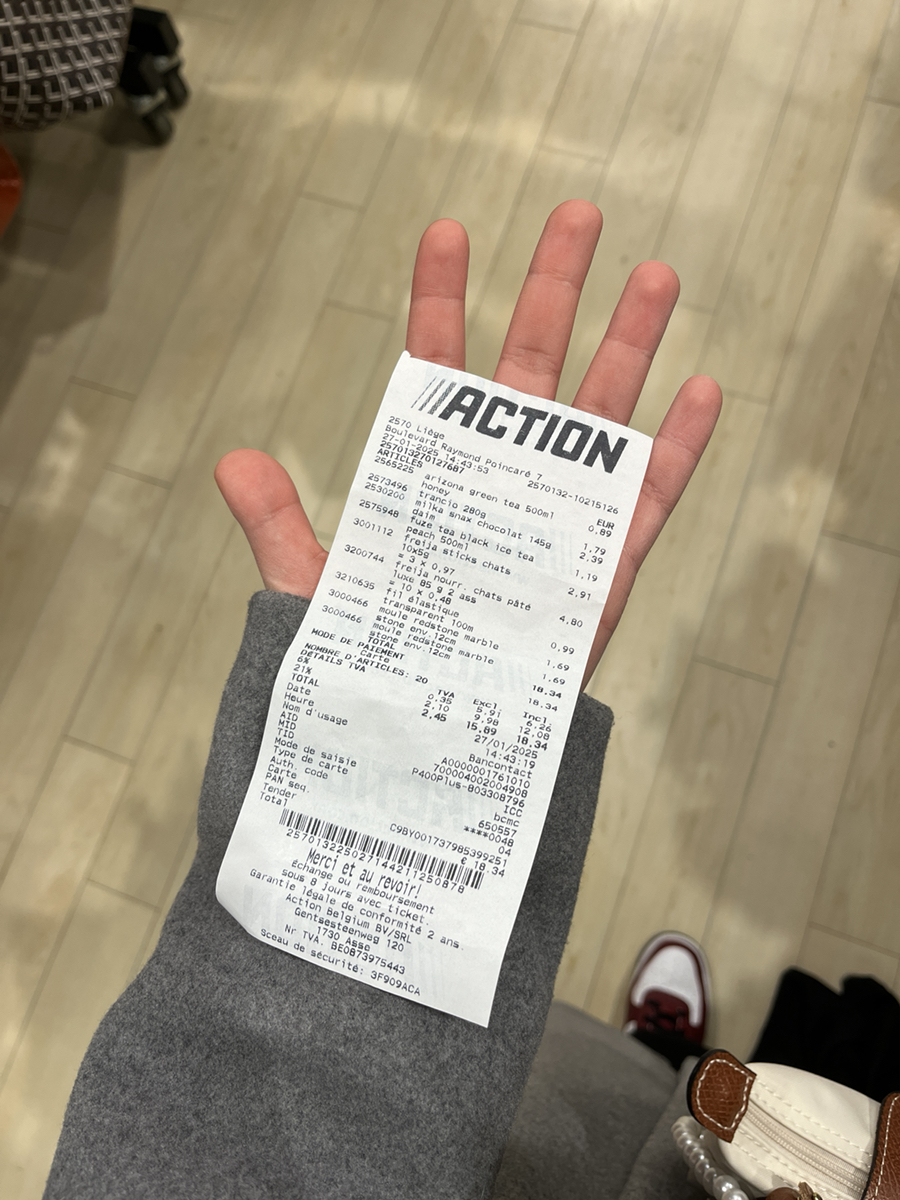 ACTION
2570 Liège
Boulevard Raymond Poincaré 7
27-01-2025 14:43:53 2570132-10215126
257013270127687
ARTICLES EUR
2565225 arizona green tea 500ml 0.89
honey
2573496 trancio 280g 1.79
2530200 milka snax chocolat 145g 2.39
daim
2575948 fuze tea black ice tea 1.19
peach 500ml
3001112 freija sticks chats 2.91
10x5g
= 3 x 0,97
3200744 freija nourr. chats pâté 4.80
luxe 85 g 2 ass
= 10 x 0,48
3210635 fil élastique 0.99
transparent 100m
3000466 moule redstone marble 1.69
stone env.12cm
3000466 moule redstone marble 1.69
stone env.12cm
TOTAL 18.34
MODE DE PAIEMENT
Carte 18.34
NOMBRE D'ARTICLES: 20
DÉTAILS TVA TVA Excl. Incl.
6% 0.35 5.91 6.26
21% 2.10 9.98 12.08
TOTAL 2.45 15.89 18.34
Date 27/01/2025
Heure 14:43:19
Nom d'usage Bancontact
AID A0000001761010
MID 700004002004908
TID P400Plus-803308796
Mode de saisie ICC
Type de carte bcmc
Auth. code 650557
Carte ****0048
PAN seq. 04
Tender C9BY001737985399251
Total € 18.34
2570132250271442112508​78
Merci et au revoir!
Échange ou remboursement
sous 8 jours avec ticket.
Garantie légale de conformité 2 ans.
Action Belgium BV/SRL
Gentsesteenweg 120
1730 Asse
Nr TVA. BE0873975443
Sceau de sécurité: 3F909ACA